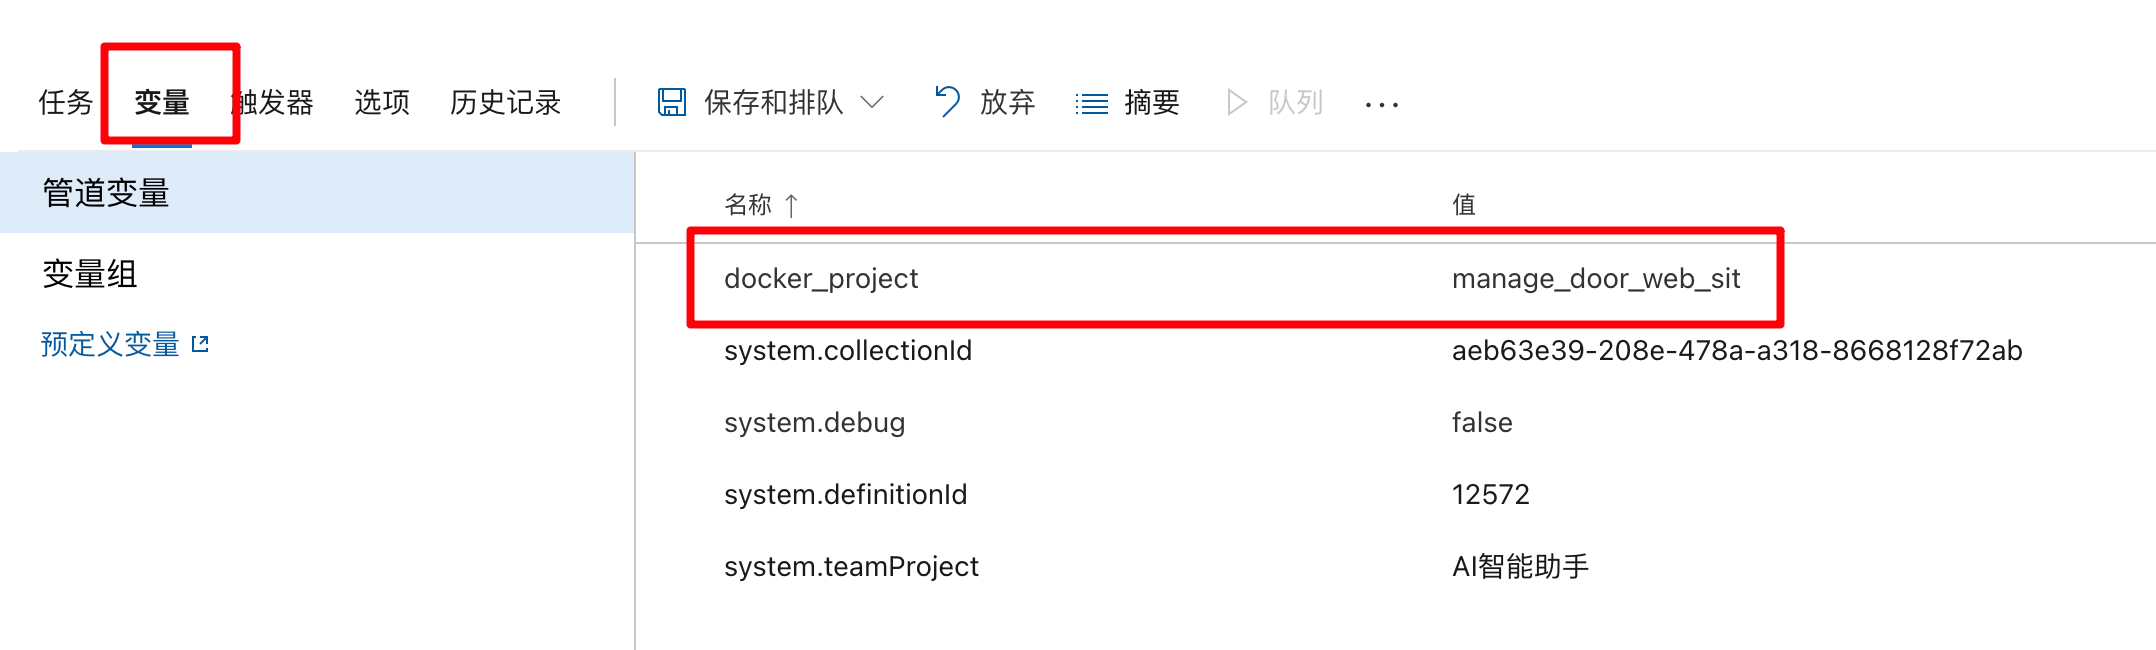 任务 变量 触发器 选项 历史记录 保存和排队 放弃 摘要 队列 ...
管道变量
变量组
预定义变量
名称 ↑ 值
docker_project manage_door_web_sit
system.collectionId aeb63e39-208e-478a-a318-8668128f72ab
system.debug false
system.definitionId 12572
system.teamProject AI智能助手